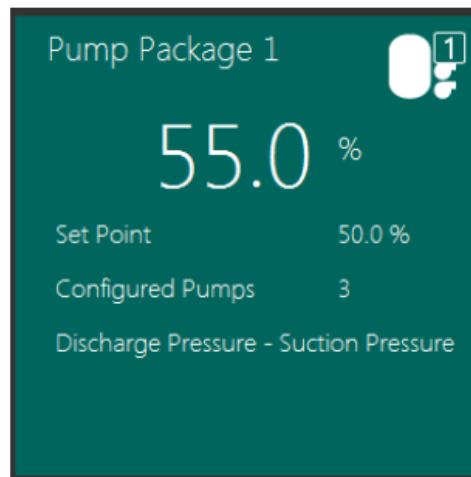 Pump Package 1
1
55.0 %
Set Point 50.0 %
Configured Pumps 3
Discharge Pressure - Suction Pressure